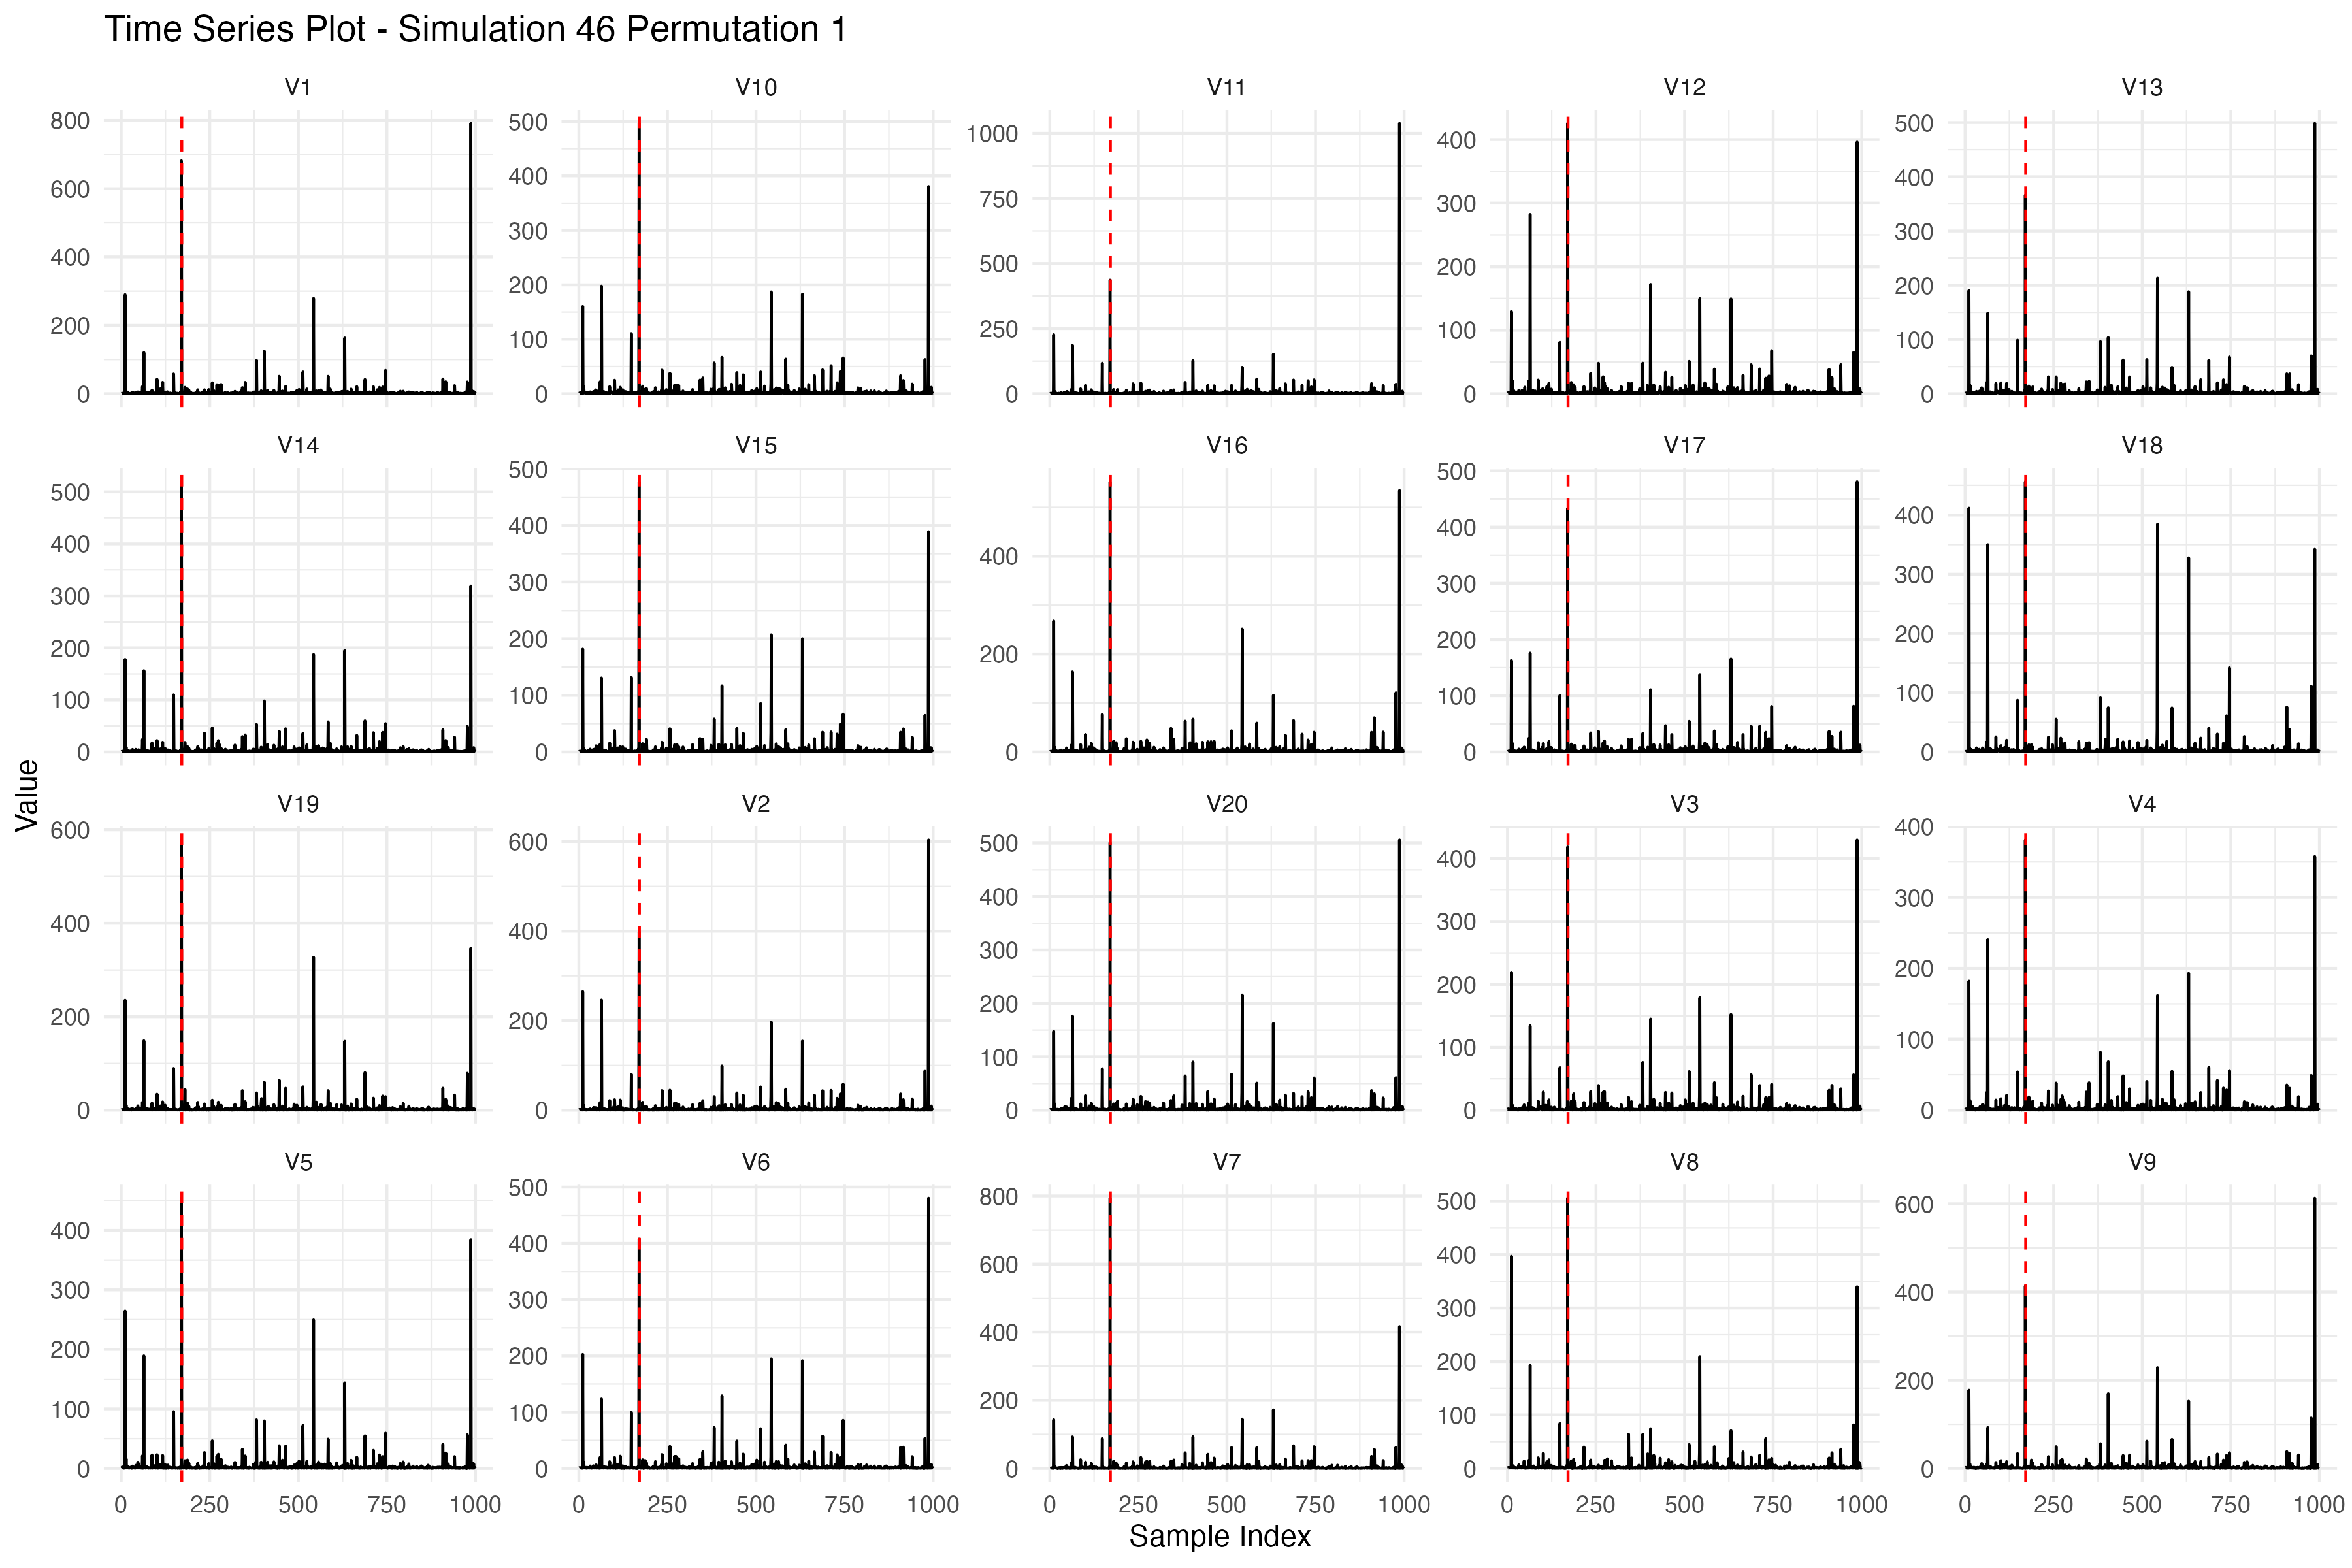 Time Series Plot - Simulation 46 Permutation 1
V1 V10 V11 V12 V13
800 600 400 200 0
500 400 300 200 100 0
1000 750 500 250 0
400 300 200 100 0
500 400 300 200 100 0
V14 V15 V16 V17 V18
500 400 300 200 100 0
500 400 300 200 100 0
400 200 0
500 400 300 200 100 0
400 300 200 100 0
Value
V19 V2 V20 V3 V4
600 400 200 0
600 400 200 0
500 400 300 200 100 0
400 300 200 100 0
400 300 200 100 0
V5 V6 V7 V8 V9
400 300 200 100 0
500 400 300 200 100 0
800 600 400 200 0
500 400 300 200 100 0
600 400 200 0
0 250 500 750 1000 0 250 500 750 1000 0 250 500 750 1000 0 250 500 750 1000 0 250 500 750 1000
Sample Index